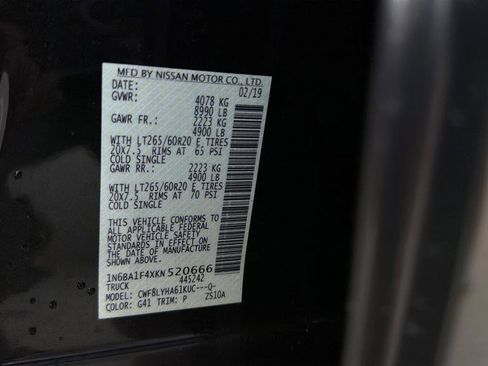 MFD BY NISSAN MOTOR CO., LTD.
DATE: 02/19
GVWR: 4078 KG
8990 LB
GAWR FR.: 2223 KG
4900 LB
WITH LT265/60R20 E TIRES
20X7.5, RIMS AT 65 PSI
COLD SINGLE
GAWR RR.: 2223 KG
4900 LB
WITH LT265/60R20 E TIRES
20X7.5, RIMS AT 70 PSI
COLD SINGLE
THIS VEHICLE CONFORMS TO
ALL APPLICABLE FEDERAL
MOTOR VEHICLE SAFETY
STANDARDS IN EFFECT ON
THE DATE OF MANUFACTURE
SHOWN ABOVE.
1N6BA1F4XKN520666
TRUCK 445242
MODEL: CWF8LYHA61KUC---Q-
COLOR: G41 TRIM: P ZS10A